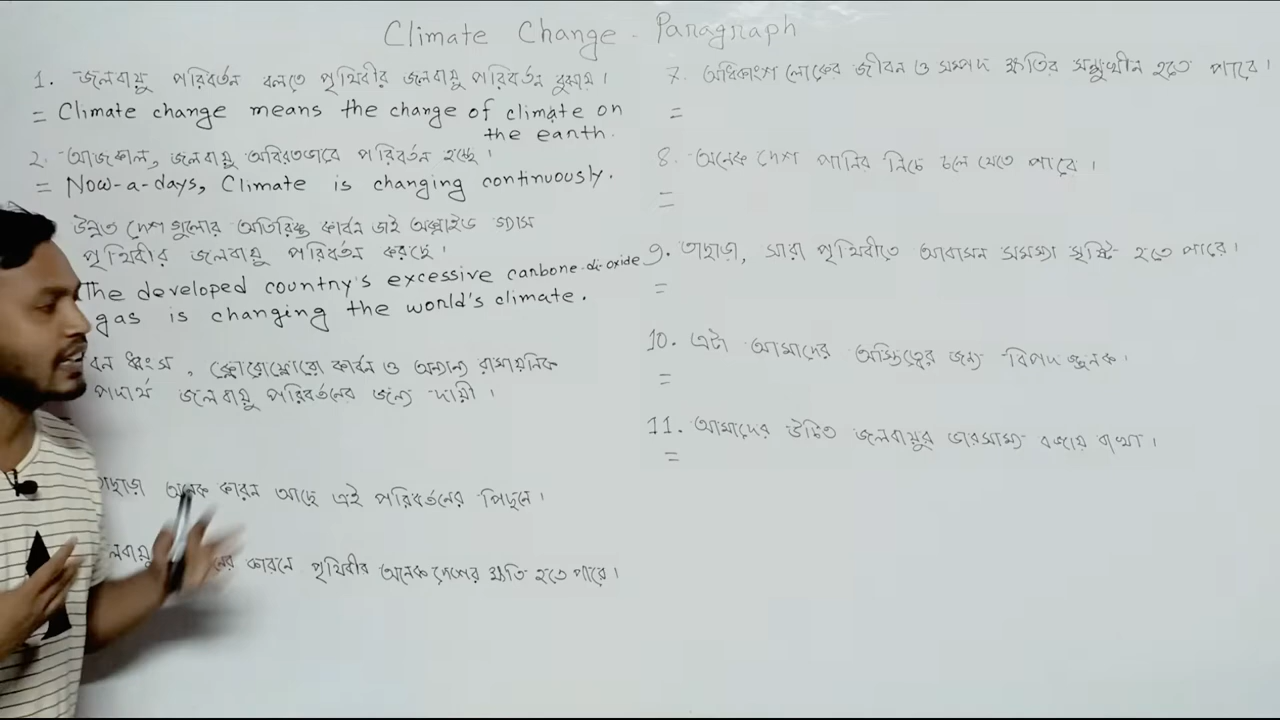 Climate Change - Paragraph
1. জলবায়ু পরিবর্তন বলতে পৃথিবীর জলবায়ু পরিবর্তন বুঝায়।
= Climate change means the change of climate on
the earth.
২. আজকাল, জলবায়ু অবিরতভাবে পরিবর্তন হচ্ছে।
= Now-a-days, Climate is changing continuously.
উন্নত দেশ গুলোর অতিরিক্ত কার্বন ডাই অক্সাইড গ্যাস
পৃথিবীর জলবায়ু পরিবর্তন করছে।
The developed country's excessive carbone-di-oxide
gas is changing the world's climate.
ধ্বংস, ক্লোরোফ্লোরো কার্বন ও অন্যান্য রাসায়নিক
পদার্থ জলবায়ু পরিবর্তনের জন্য দায়ী।
অনেক কারন আছে এই পরিবর্তনের পিছনে।
কারনে পৃথিবীর অনেক দেশের ক্ষতি হতে পারে।
7. অধিকাংশ লোকের জীবন ও সম্পদ ক্ষতির সম্মুখীন হতে পারে।
=
8. অনেক দেশ পানির নিচে চলে যেতে পারে।
=
9. তাছাড়া, সারা পৃথিবীতে আবাসন সমস্যা সৃষ্টি হতে পারে।
=
10. এটা আমাদের অস্তিত্বের জন্য বিপদ জনক।
=
11. আমাদের উচিত জলবায়ুর ভারসাম্য বজায় রাখা।
=